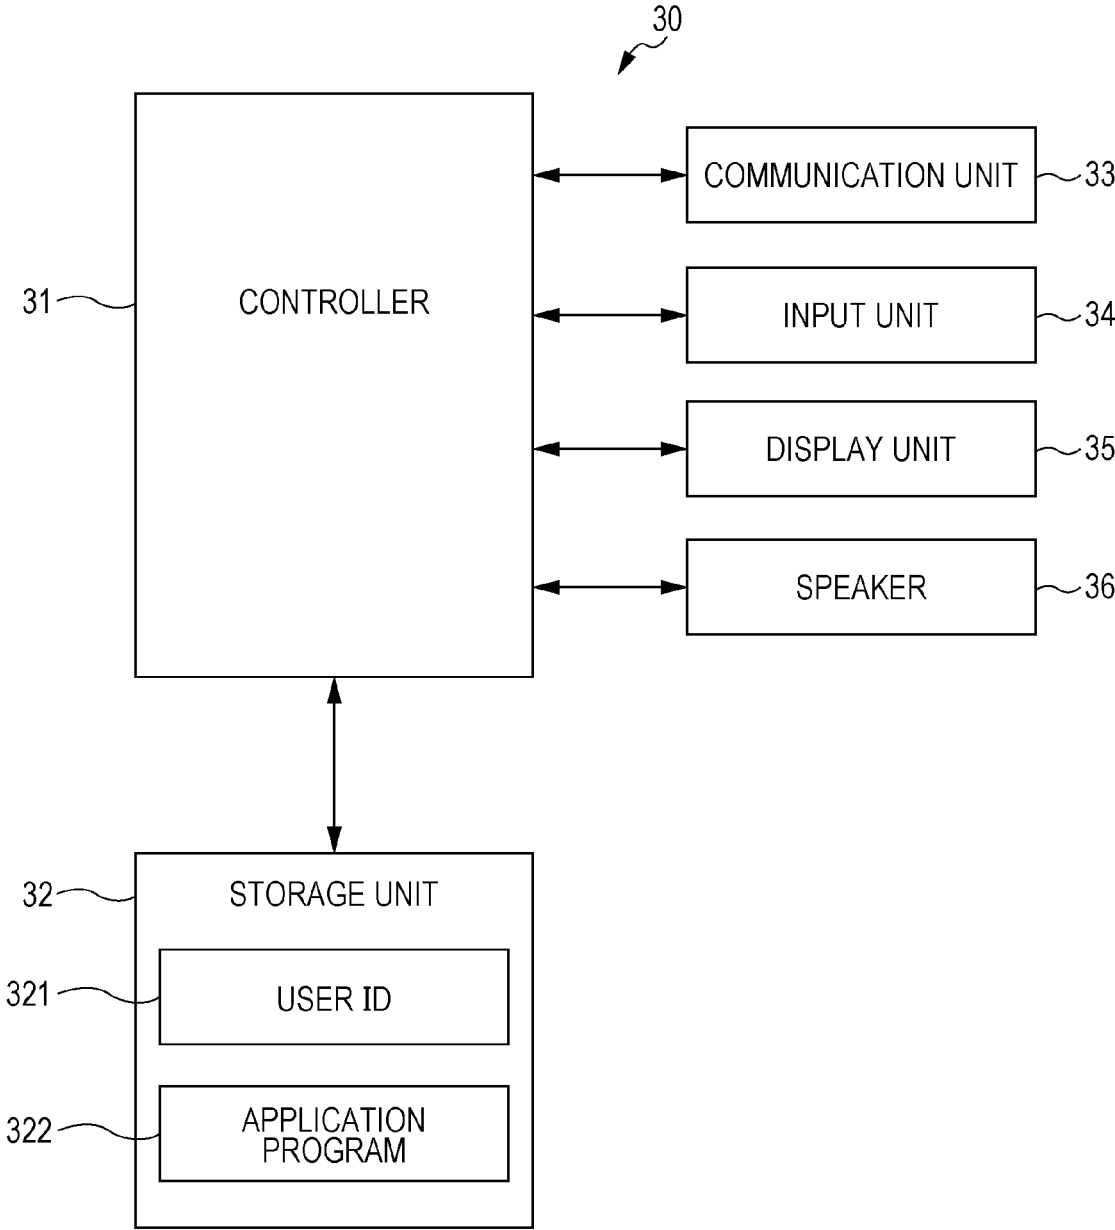 30
COMMUNICATION UNIT
33
31
CONTROLLER
INPUT UNIT
34
DISPLAY UNIT
35
SPEAKER
36
32
STORAGE UNIT
321
USER ID
322
APPLICATION
PROGRAM